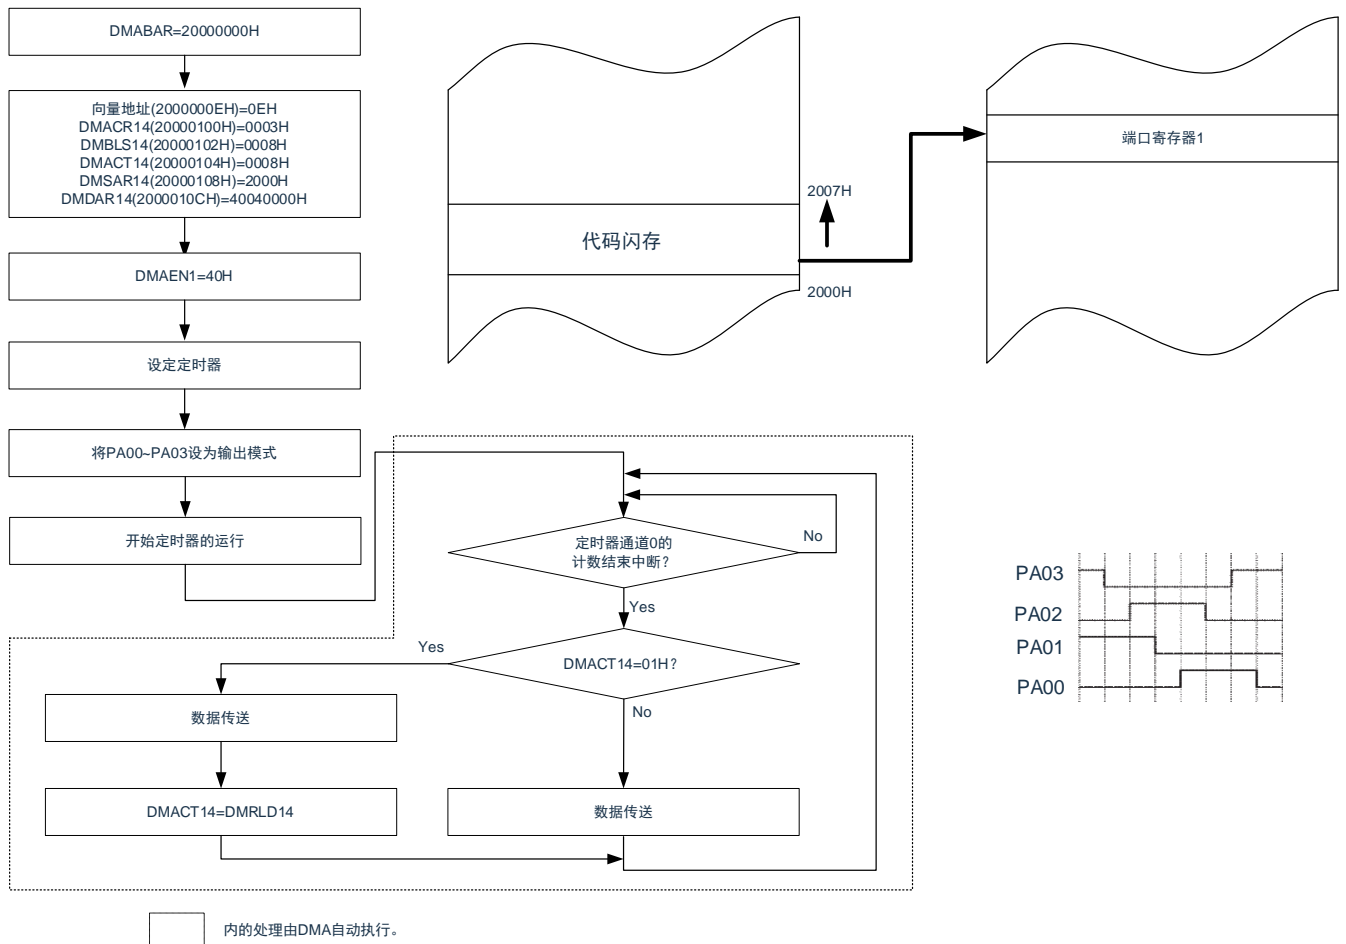 DMABAR=20000000H
向量地址(2000000EH)=0EH
DMACR14(20000100H)=0003H
DMBLS14(20000102H)=0008H
DMACT14(20000104H)=0008H
DMSAR14(20000108H)=2000H
DMDAR14(2000010CH)=40040000H
DMAEN1=40H
设定定时器
将PA00~PA03设为输出模式
开始定时器的运行
代码闪存
2007H
2000H
端口寄存器1
定时器通道0的
计数结束中断?
No
Yes
DMACT14=01H?
Yes
No
数据传送
DMACT14=DMRLD14
数据传送
PA03
PA02
PA01
PA00
内的处理由DMA自动执行。